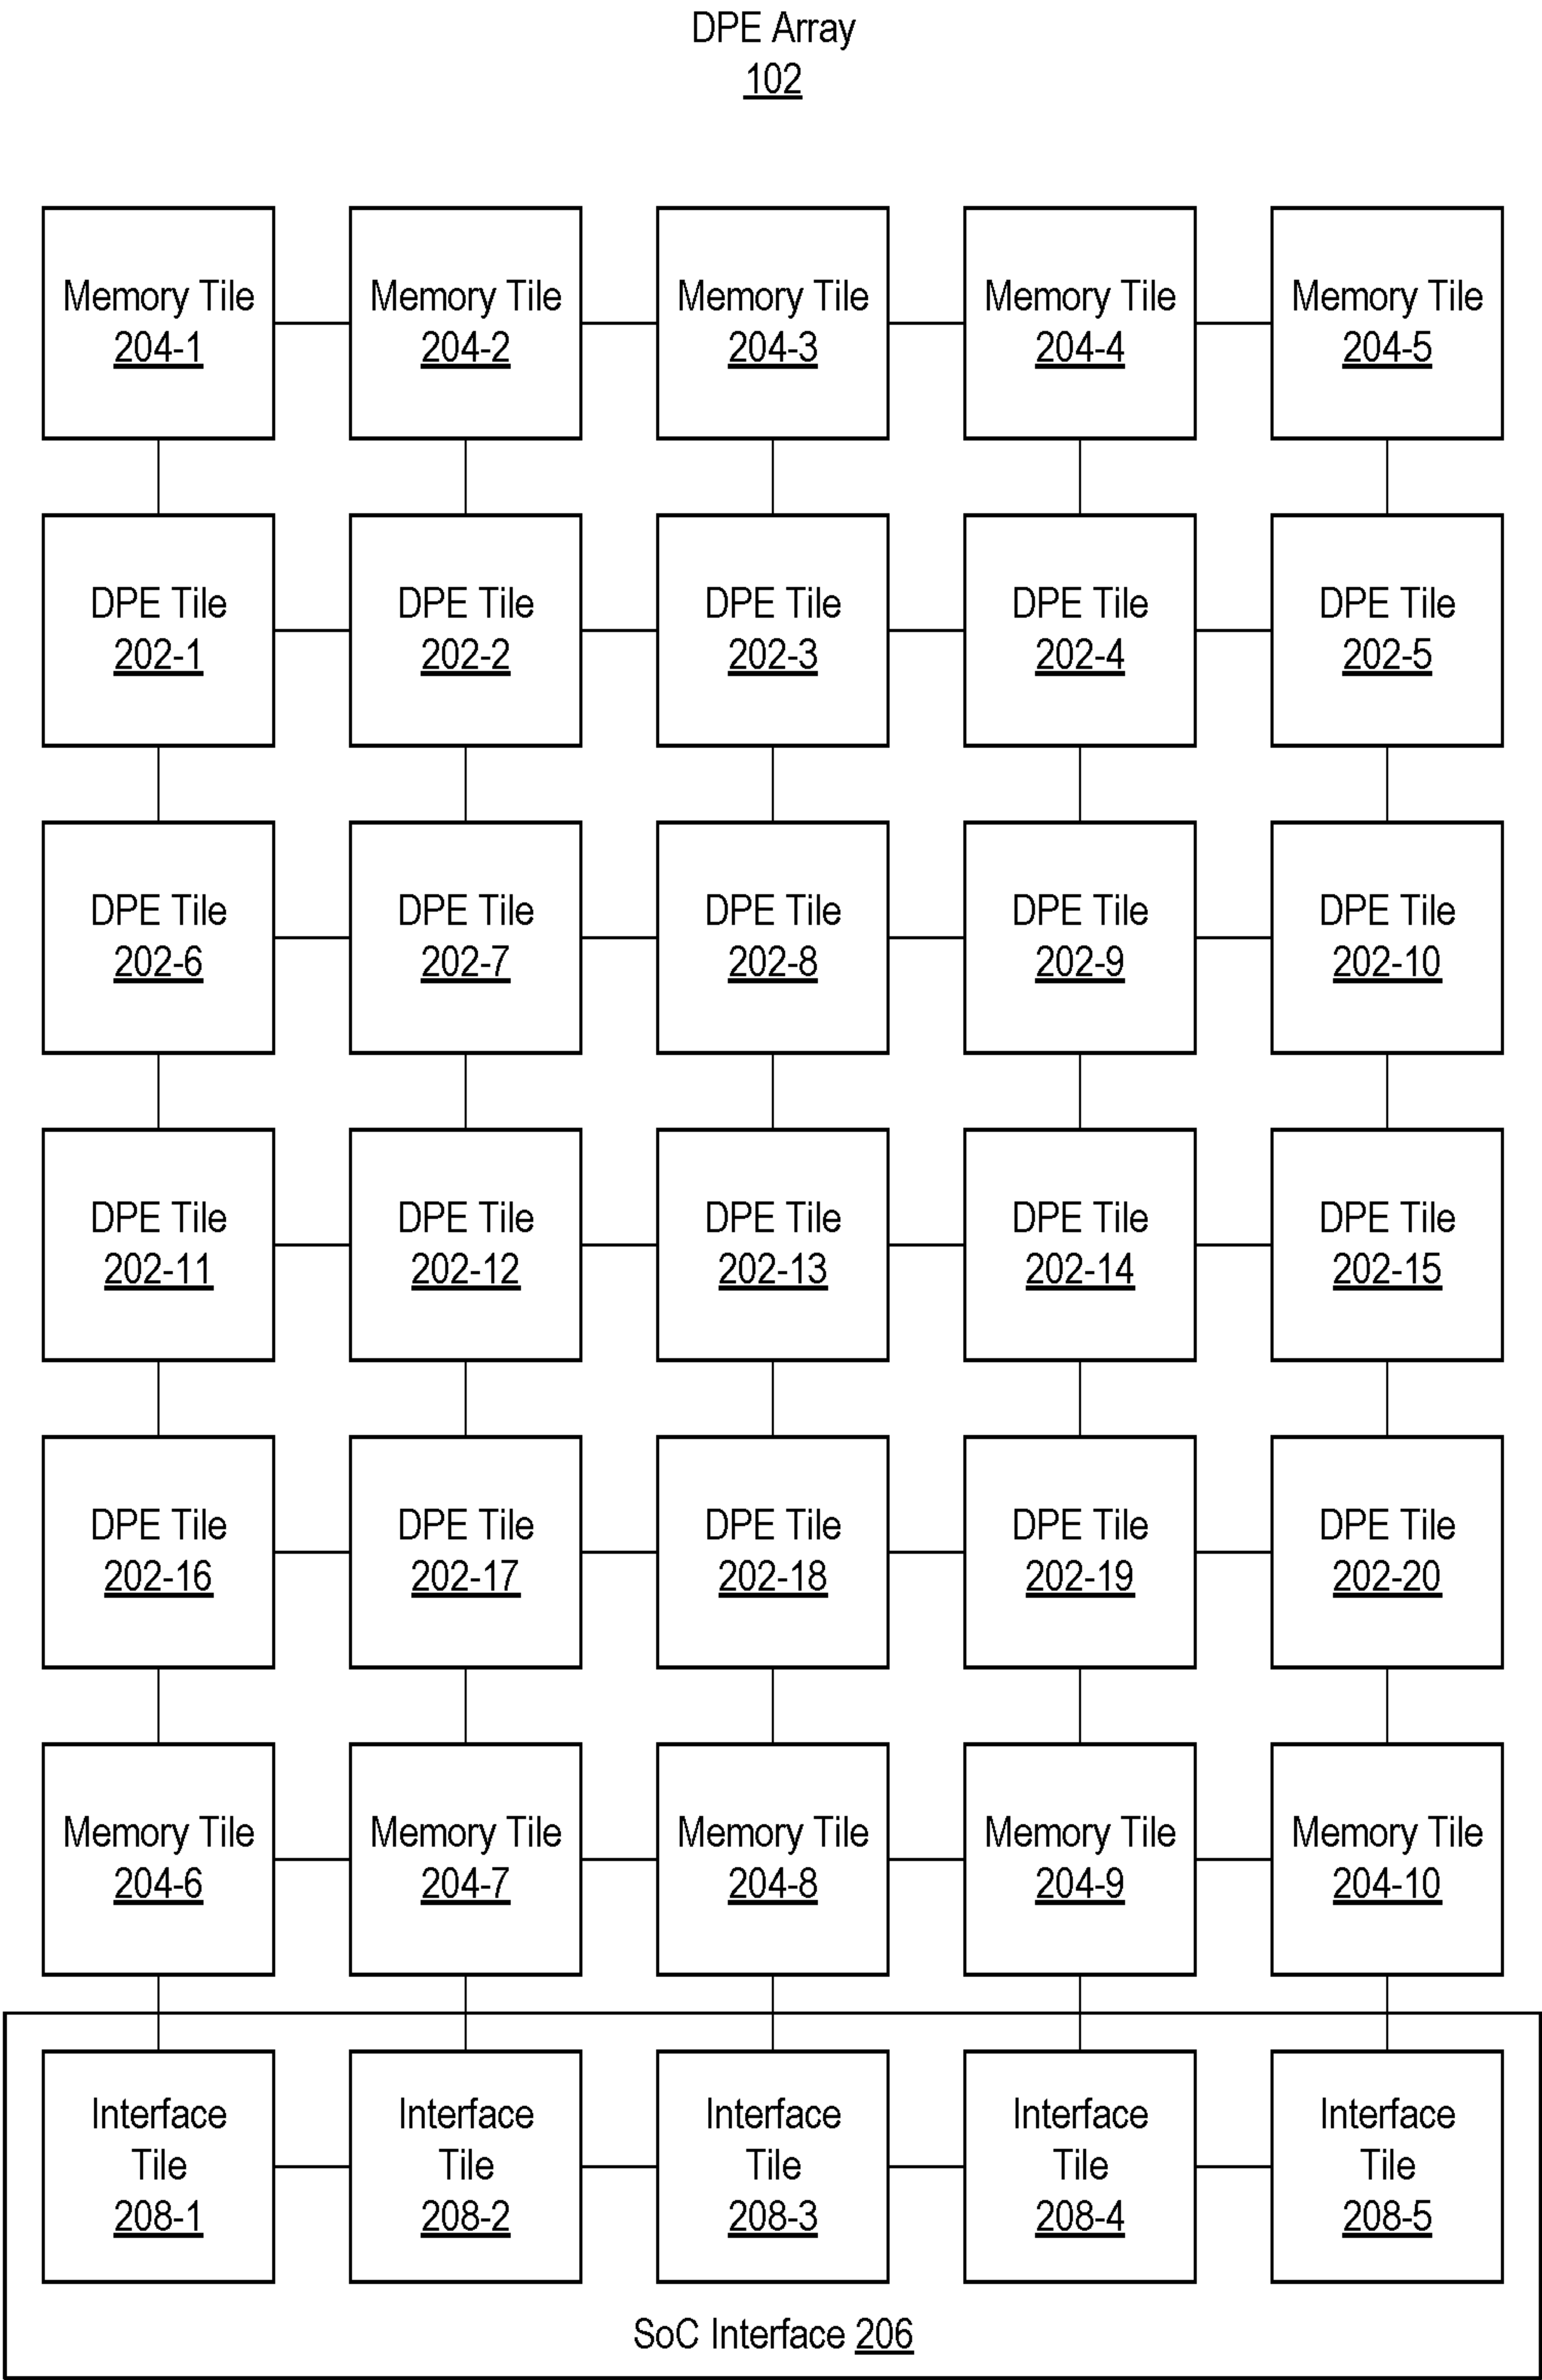 DPE Array
102
Memory Tile
204-1
Memory Tile
204-2
Memory Tile
204-3
Memory Tile
204-4
Memory Tile
204-5
DPE Tile
202-1
DPE Tile
202-2
DPE Tile
202-3
DPE Tile
202-4
DPE Tile
202-5
DPE Tile
202-6
DPE Tile
202-7
DPE Tile
202-8
DPE Tile
202-9
DPE Tile
202-10
DPE Tile
202-11
DPE Tile
202-12
DPE Tile
202-13
DPE Tile
202-14
DPE Tile
202-15
DPE Tile
202-16
DPE Tile
202-17
DPE Tile
202-18
DPE Tile
202-19
DPE Tile
202-20
Memory Tile
204-6
Memory Tile
204-7
Memory Tile
204-8
Memory Tile
204-9
Memory Tile
204-10
Interface
Tile
208-1
Interface
Tile
208-2
Interface
Tile
208-3
Interface
Tile
208-4
Interface
Tile
208-5
SoC Interface 206